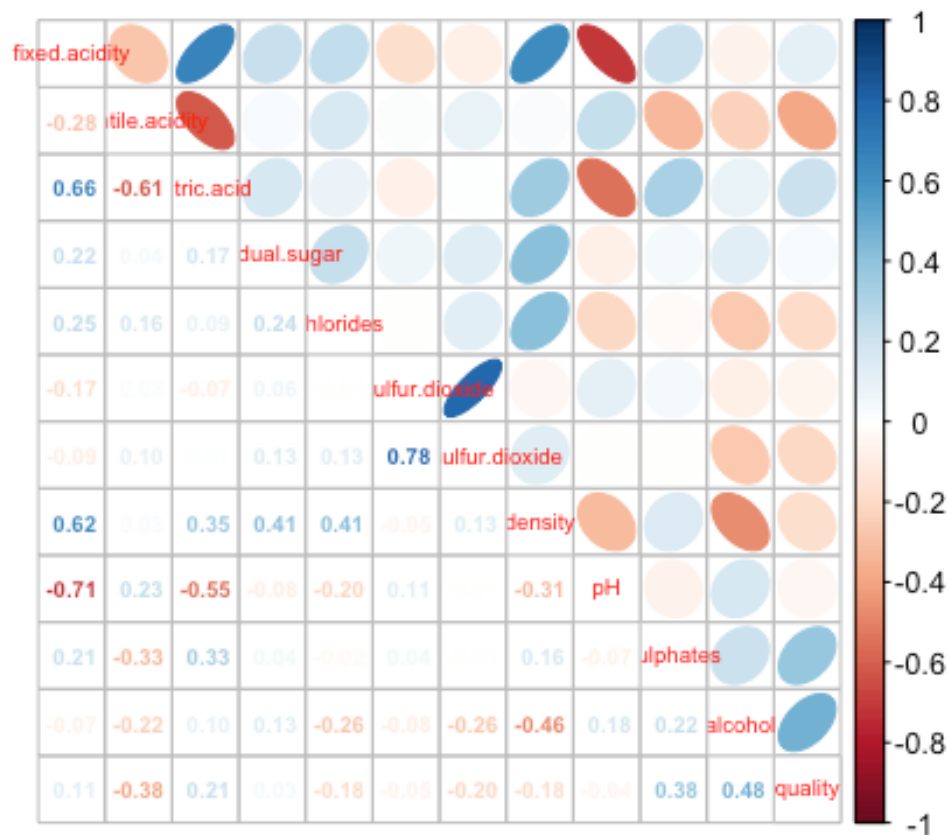 fixed.acidity
-0.28 tile.acidity
0.66 -0.61 tric.acid
0.22 0.04 0.17 dual.sugar
0.25 0.16 0.09 0.24 hlorides
-0.17 -0.07 0.06 ulfur.dioxide
-0.09 0.10 0.13 0.13 0.78 ulfur.dioxide
0.62 0.35 0.41 0.41 -0.05 0.13 density
-0.71 0.23 -0.55 -0.08 -0.20 0.11 -0.31 pH
0.21 -0.33 0.33 0.04 0.04 0.16 -0.07 ulphates
-0.07 -0.22 0.10 0.13 -0.26 -0.08 -0.26 -0.46 0.18 0.22 alcohol
0.11 -0.38 0.21 0.03 -0.18 -0.05 -0.20 -0.18 -0.04 0.38 0.48 quality
1
0.8
0.6
0.4
0.2
0
-0.2
-0.4
-0.6
-0.8
-1